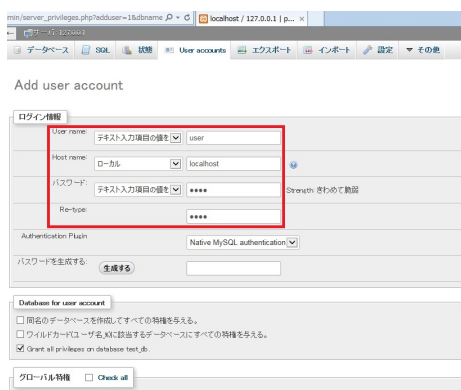 min/server_privileges.php?adduser=1&dbname
localhost / 127.0.0.1 | p...
サーバ: 127.0.0.1
データベース SQL 状態 User accounts エクスポート インポート 設定 その他
Add user account
ログイン情報
User name: テキスト入力項目の値を user
Host name: ローカル localhost
パスワード: テキスト入力項目の値を •••• Strength: きわめて脆弱
Re-type: ••••
Authentication Plugin Native MySQL authentication
パスワードを生成する: 生成する
Database for user account
同名のデータベースを作成してすべての特権を与える。
ワイルドカード(ユーザ名_%)に該当するデータベースにすべての特権を与える。
Grant all privileges on database test_db.
グローバル特権 Check all